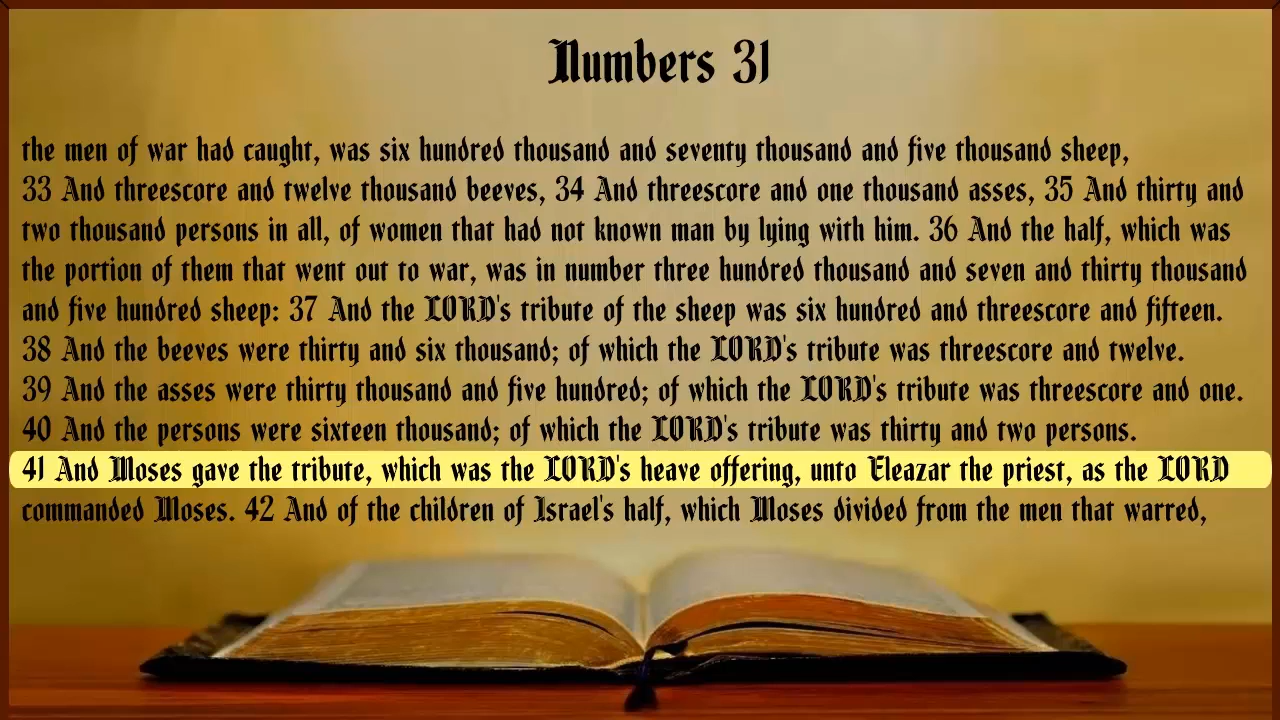 Numbers 31
the men of war had caught, was six hundred thousand and seventy thousand and five thousand sheep,
33 And threescore and twelve thousand beeves, 34 And threescore and one thousand asses, 35 And thirty and
two thousand persons in all, of women that had not known man by lying with him. 36 And the half, which was
the portion of them that went out to war, was in number three hundred thousand and seven and thirty thousand
and five hundred sheep: 37 And the LORD's tribute of the sheep was six hundred and threescore and fifteen.
38 And the beeves were thirty and six thousand; of which the LORD's tribute was threescore and twelve.
39 And the asses were thirty thousand and five hundred; of which the LORD's tribute was threescore and one.
40 And the persons were sixteen thousand; of which the LORD's tribute was thirty and two persons.
41 And Moses gave the tribute, which was the LORD's heave offering, unto Eleazar the priest, as the LORD
commanded Moses. 42 And of the children of Israel's half, which Moses divided from the men that warred,